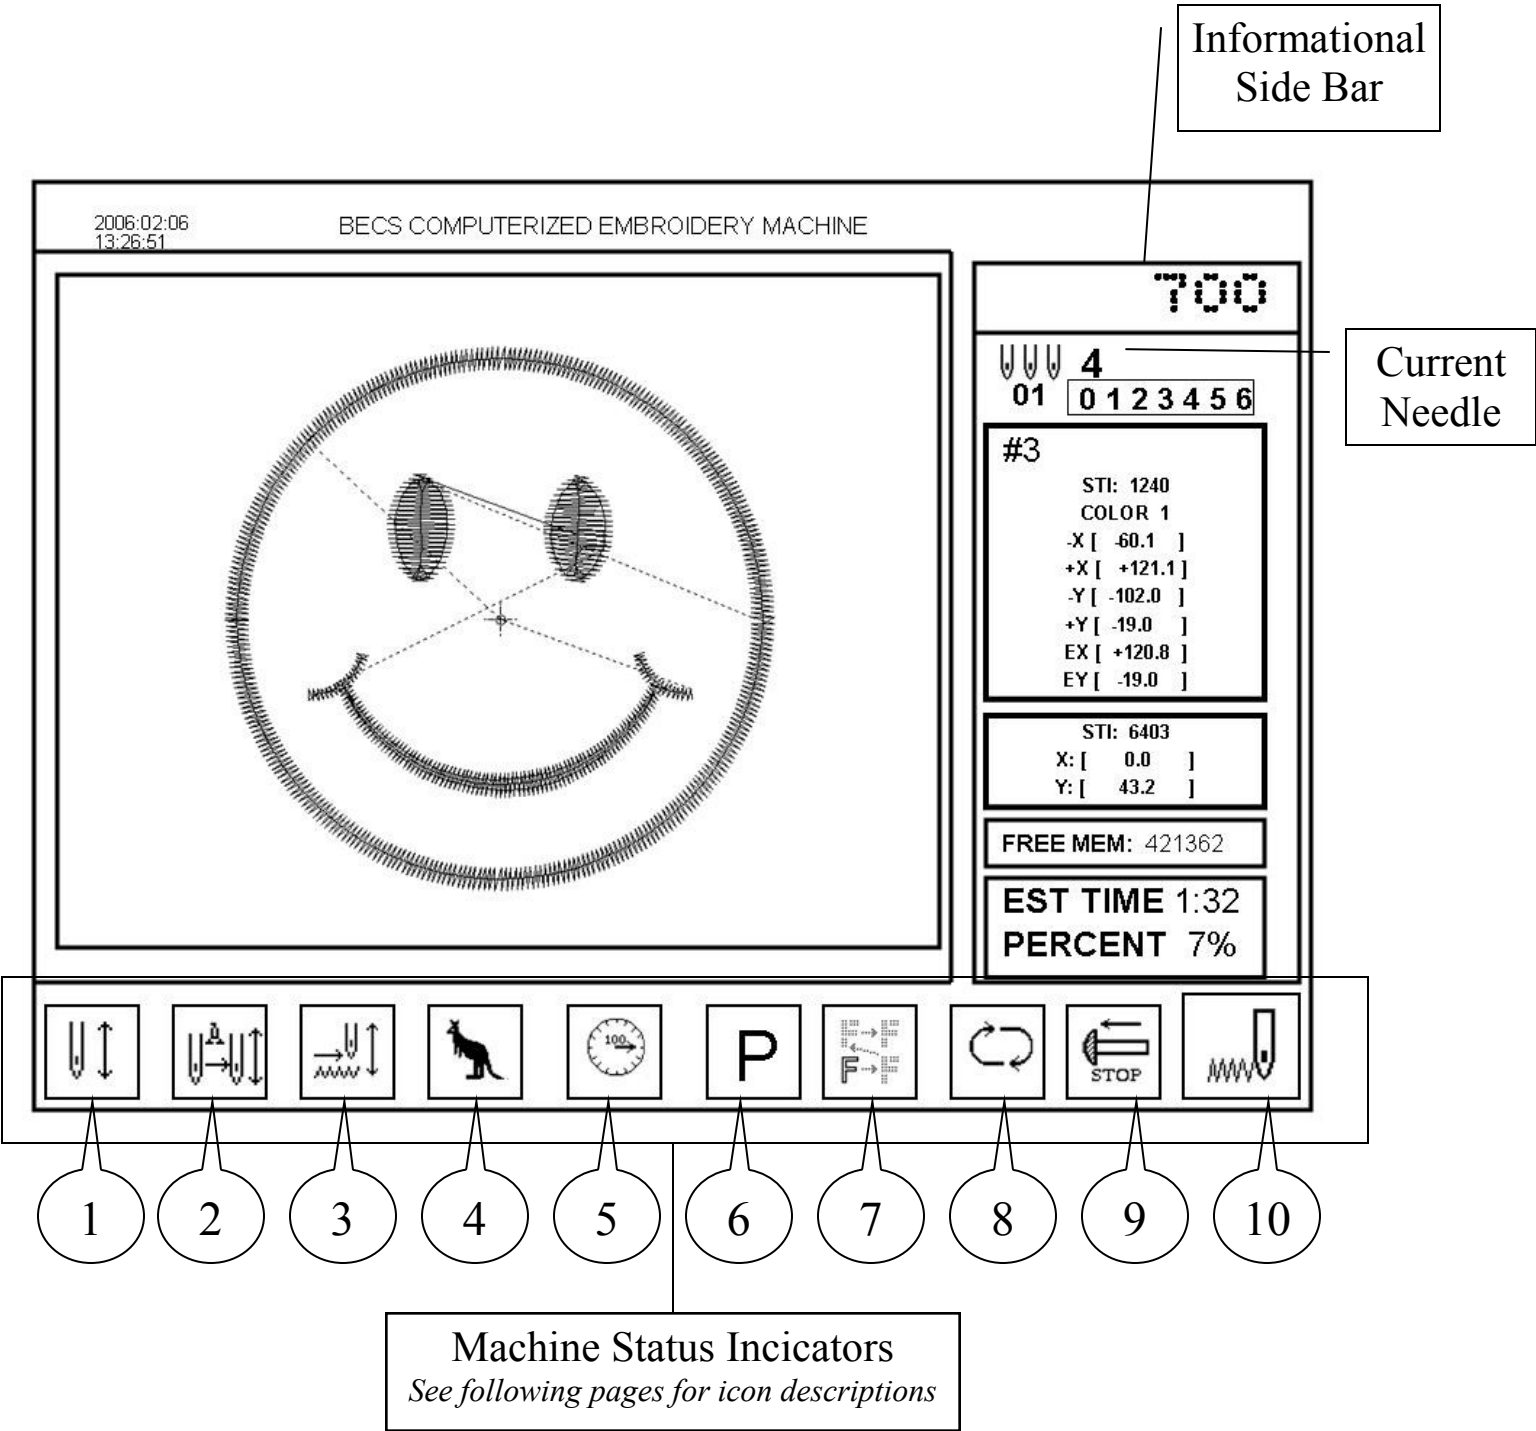 Informational
Side Bar
2006:02:06
13:26:51
BECS COMPUTERIZED EMBROIDERY MACHINE
700
4
01
0 1 2 3 4 5 6
Current
Needle
#3
STI: 1240
COLOR 1
-X [ -60.1 ]
+X [ +121.1 ]
-Y [ -102.0 ]
+Y [ -19.0 ]
EX [ +120.8 ]
EY [ -19.0 ]
STI: 6403
X: [ 0.0 ]
Y: [ 43.2 ]
FREE MEM: 421362
EST TIME 1:32
PERCENT 7%
A
100
P
F F
F F
STOP
1 2 3 4 5 6 7 8 9 10
Machine Status Incicators
See following pages for icon descriptions